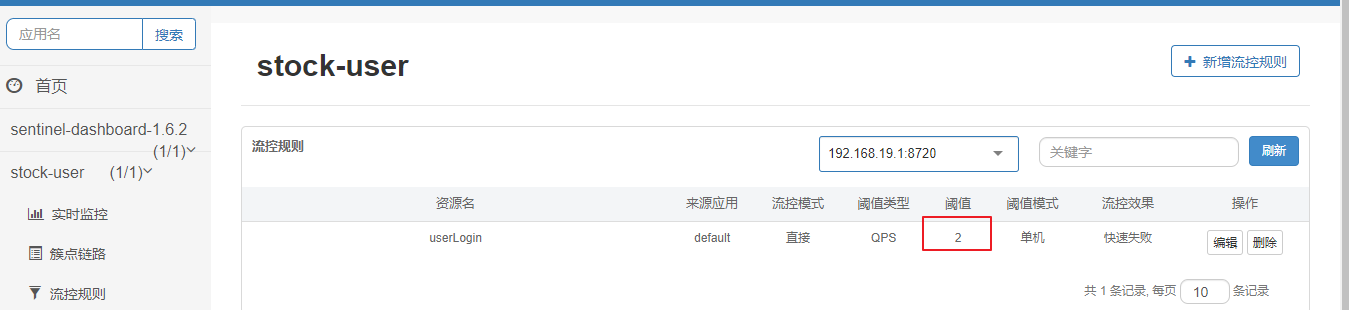 应用名
搜索
首页
sentinel-dashboard-1.6.2
(1/1)
stock-user (1/1)
实时监控
簇点链路
流控规则
stock-user
新增流控规则
流控规则
192.168.19.1:8720
关键字
刷新
资源名 来源应用 流控模式 阈值类型 阈值 阈值模式 流控效果 操作
userLogin default 直接 QPS 2 单机 快速失败 编辑 删除
共 1 条记录, 每页 10 条记录